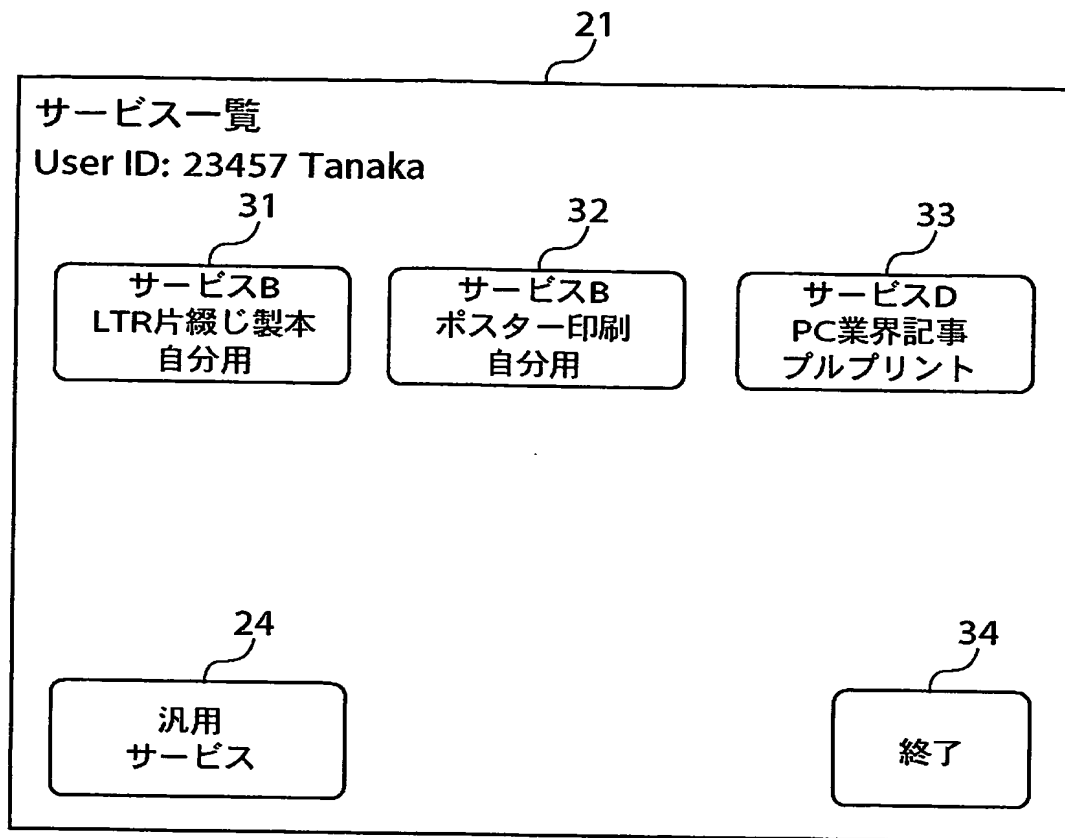 21
サービス一覧
User ID: 23457 Tanaka
31
32
33
サービスB
LTR片綴じ製本
自分用
サービスB
ポスター印刷
自分用
サービスD
PC業界記事
プルプリント
24
34
汎用
サービス
終了